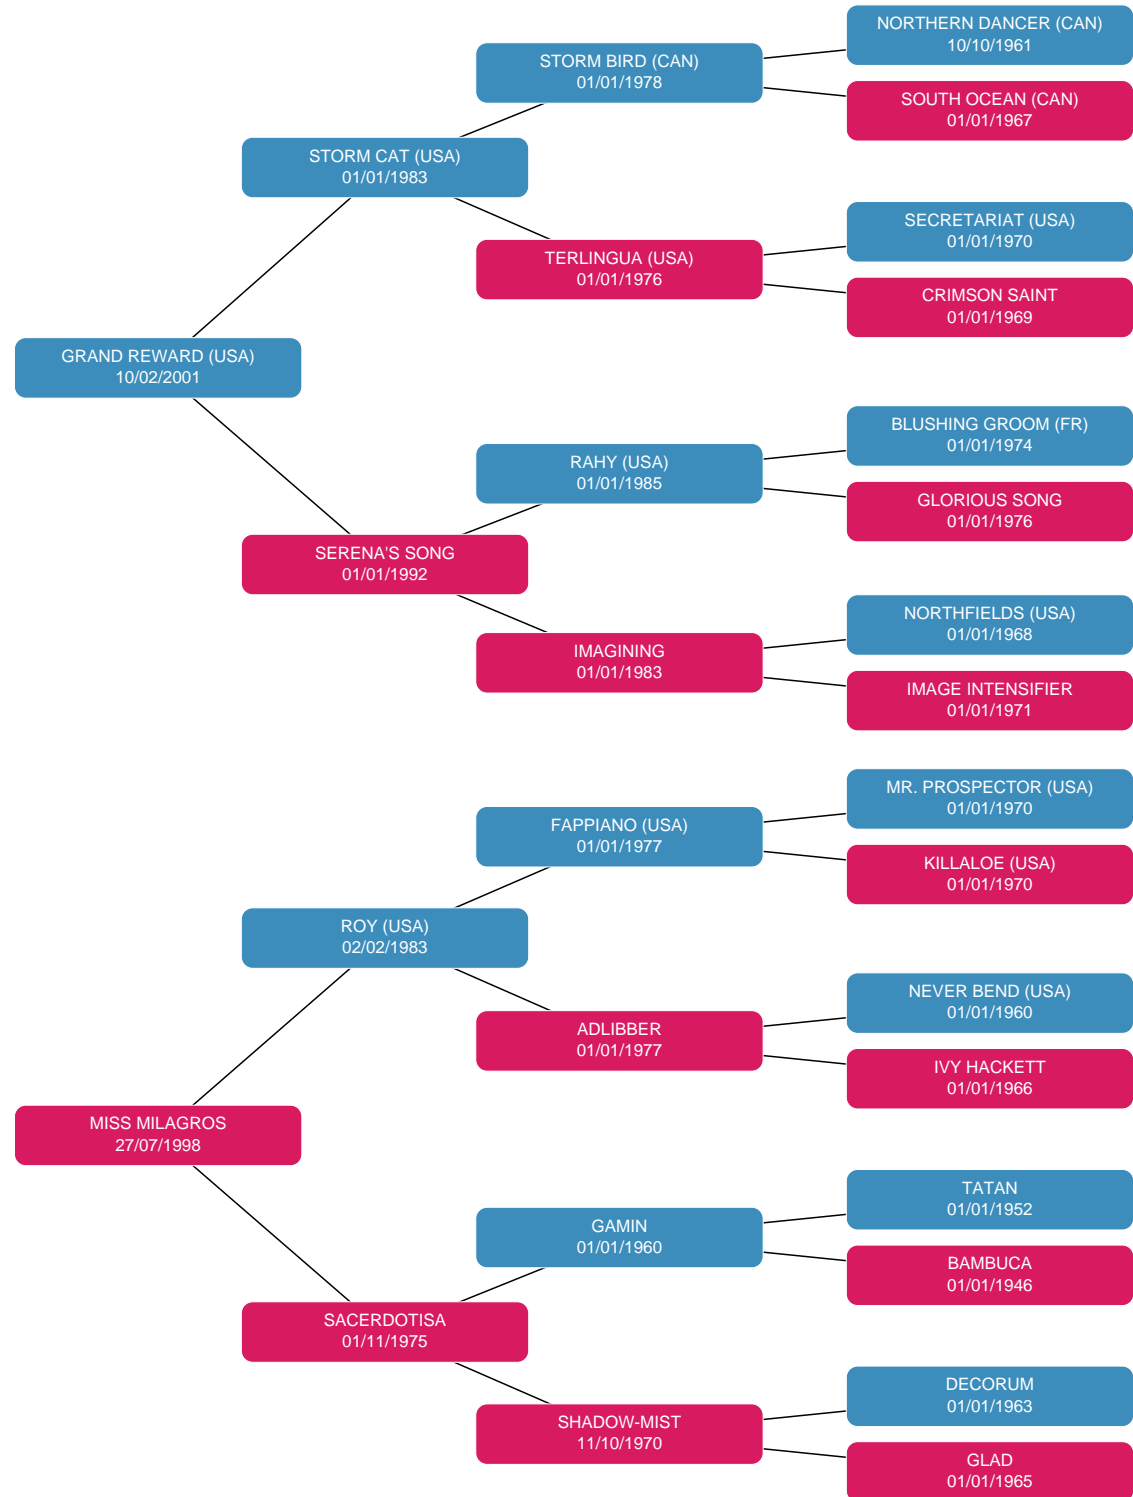 NORTHERN DANCER (CAN)
10/10/1961
STORM BIRD (CAN)
01/01/1978
SOUTH OCEAN (CAN)
01/01/1967
STORM CAT (USA)
01/01/1983
SECRETARIAT (USA)
01/01/1970
TERLINGUA (USA)
01/01/1976
CRIMSON SAINT
01/01/1969
GRAND REWARD (USA)
10/02/2001
BLUSHING GROOM (FR)
01/01/1974
RAHY (USA)
01/01/1985
GLORIOUS SONG
01/01/1976
SERENA'S SONG
01/01/1992
NORTHFIELDS (USA)
01/01/1968
IMAGINING
01/01/1983
IMAGE INTENSIFIER
01/01/1971
MR. PROSPECTOR (USA)
01/01/1970
FAPPIANO (USA)
01/01/1977
KILLALOE (USA)
01/01/1970
ROY (USA)
02/02/1983
NEVER BEND (USA)
01/01/1960
ADLIBBER
01/01/1977
IVY HACKETT
01/01/1966
MISS MILAGROS
27/07/1998
TATAN
01/01/1952
GAMIN
01/01/1960
BAMBUCA
01/01/1946
SACERDOTISA
01/11/1975
DECORUM
01/01/1963
SHADOW-MIST
11/10/1970
GLAD
01/01/1965